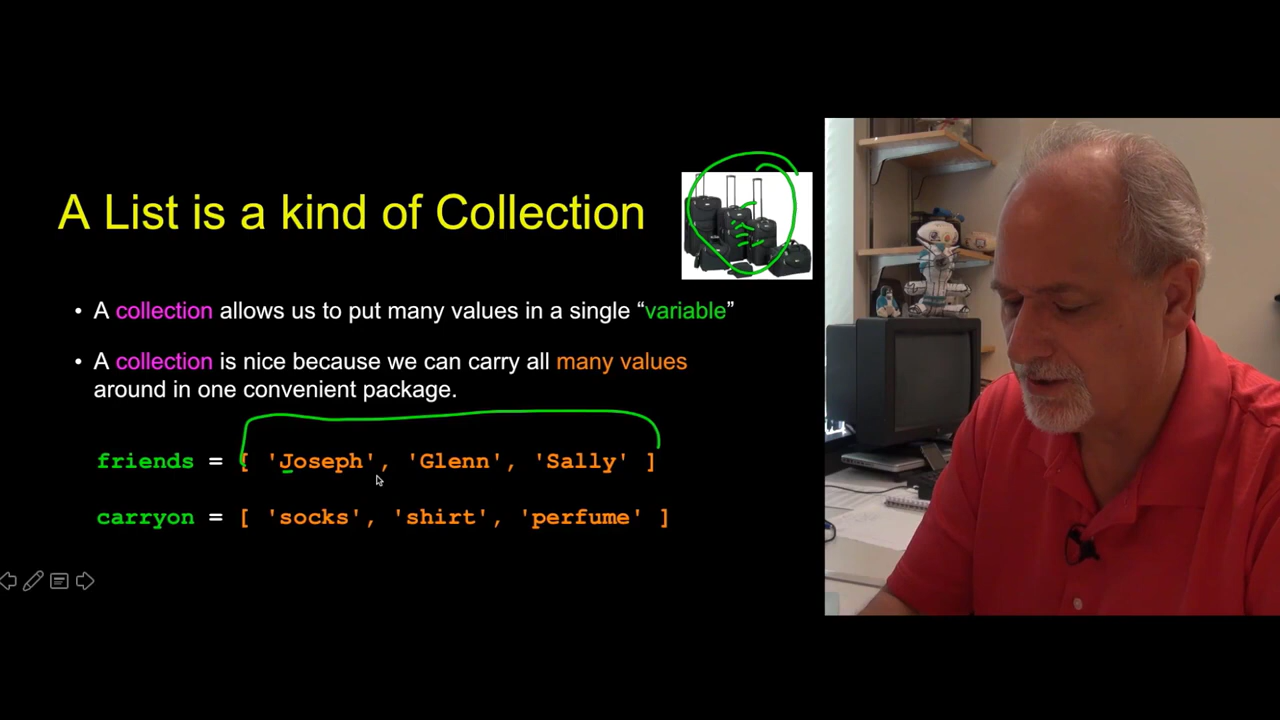 A List is a kind of Collection
• A collection allows us to put many values in a single “variable”
• A collection is nice because we can carry all many values
around in one convenient package.
friends = [ 'Joseph', 'Glenn', 'Sally' ]
carryon = [ 'socks', 'shirt', 'perfume' ]